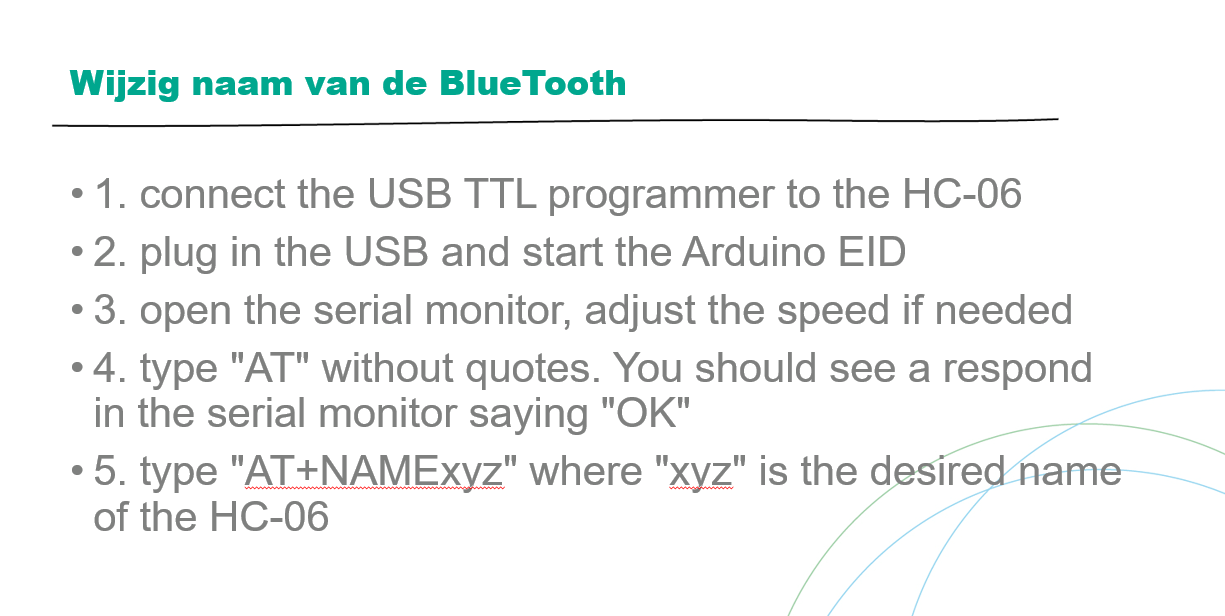 Wijzig naam van de BlueTooth
• 1. connect the USB TTL programmer to the HC-06
• 2. plug in the USB and start the Arduino EID
• 3. open the serial monitor, adjust the speed if needed
• 4. type "AT" without quotes. You should see a respond
in the serial monitor saying "OK"
• 5. type "AT+NAMExyz" where "xyz" is the desired name
of the HC-06